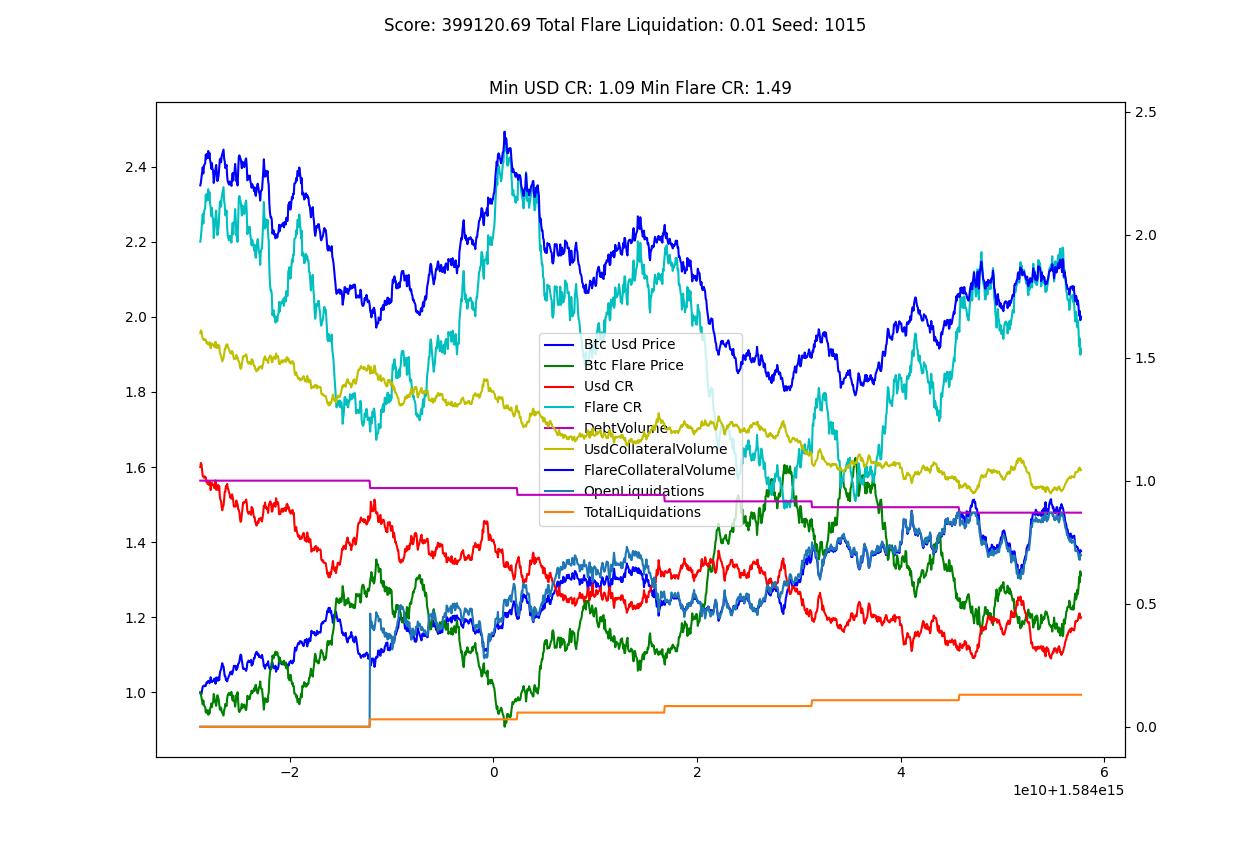 Score: 399120.69 Total Flare Liquidation: 0.01 Seed: 1015
Min USD CR: 1.09 Min Flare CR: 1.49
2.4
2.2
2.0
1.8
1.6
1.4
1.2
1.0
2.5
2.0
1.5
1.0
0.5
0.0
Btc Usd Price
Btc Flare Price
Usd CR
Flare CR
DebtVolume
UsdCollateralVolume
FlareCollateralVolume
OpenLiquidations
TotalLiquidations
−2 0 2 4 6
1e10+1.584e15